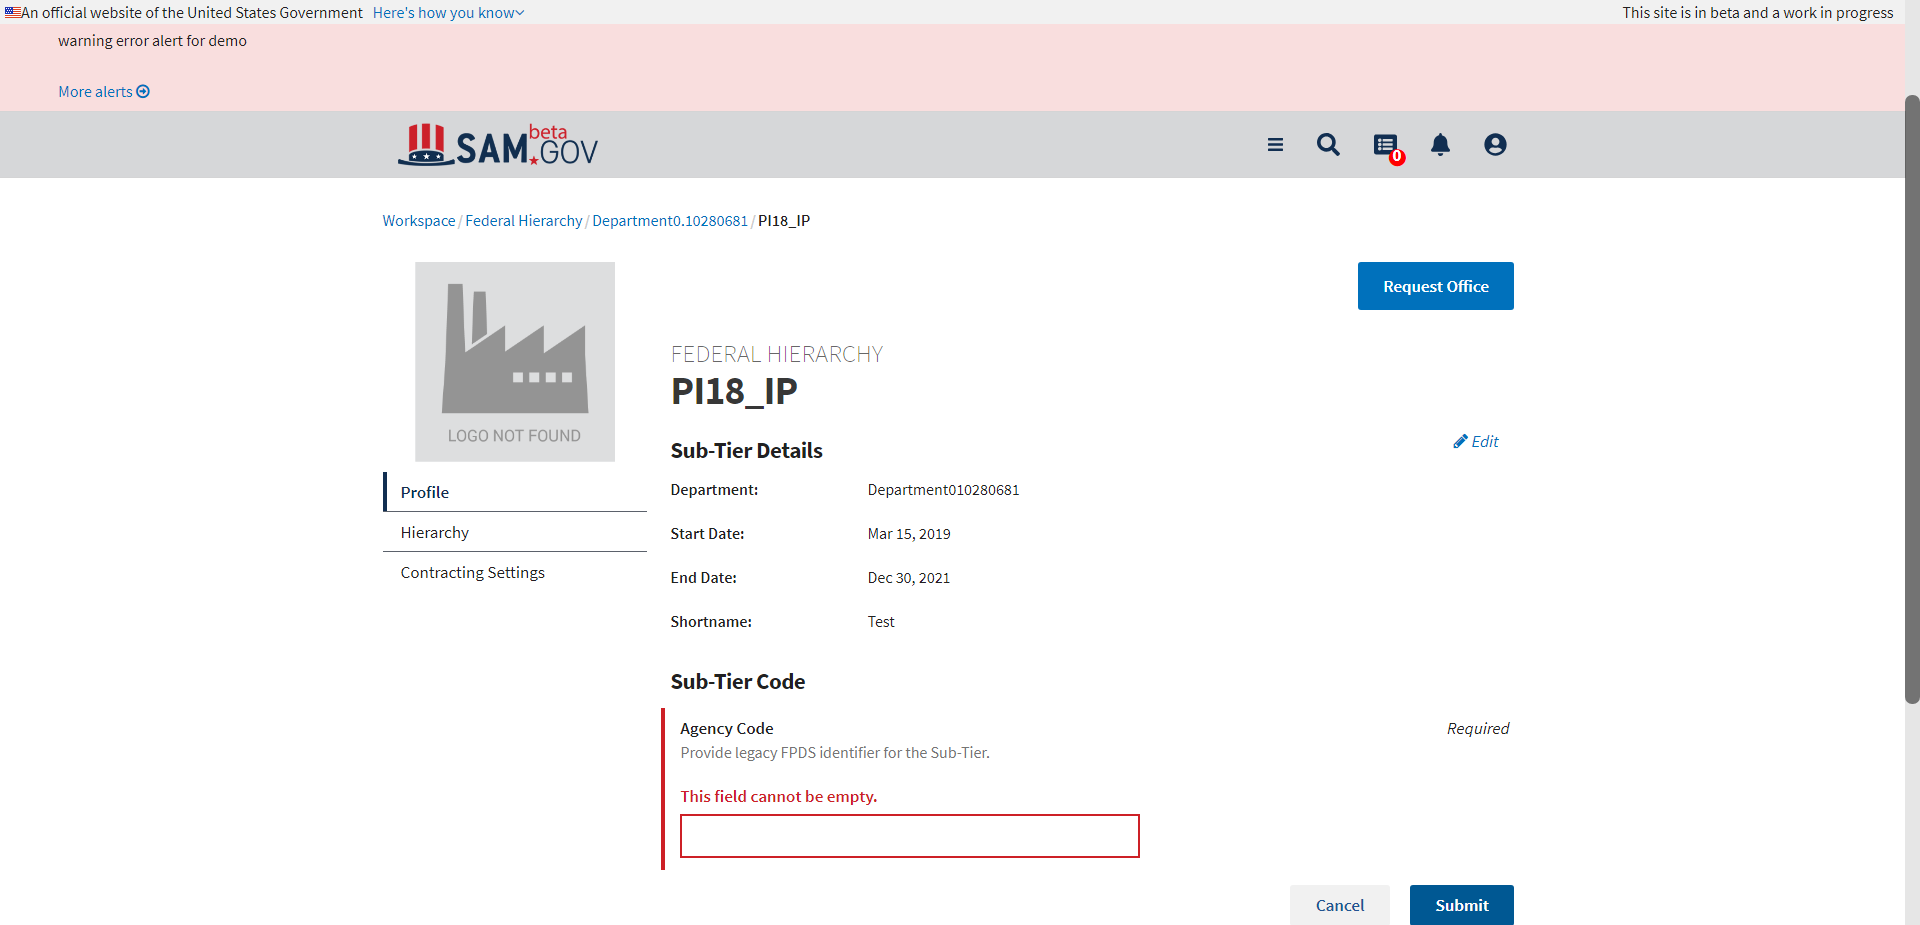 An official website of the United States Government Here's how you know
This site is in beta and a work in progress
warning error alert for demo
More alerts
SAM.GOV beta
0
Workspace / Federal Hierarchy / Department0.10280681 / PI18_IP
LOGO NOT FOUND
Request Office
FEDERAL HIERARCHY
PI18_IP
Sub-Tier Details
Edit
Department: Department010280681
Start Date: Mar 15, 2019
End Date: Dec 30, 2021
Shortname: Test
Profile
Hierarchy
Contracting Settings
Sub-Tier Code
Agency Code
Required
Provide legacy FPDS identifier for the Sub-Tier.
This field cannot be empty.
Cancel
Submit